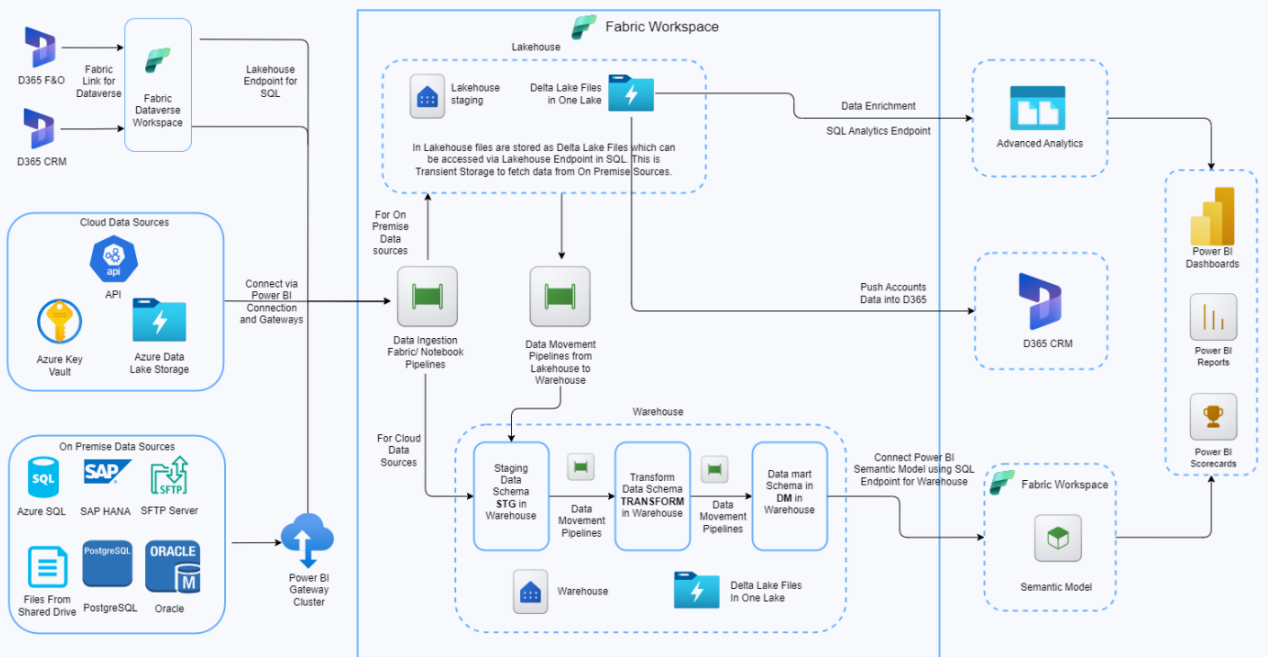 D365 F&O
D365 CRM
Fabric
Link for
Dataverse
Fabric
Dataverse
Workspace
Lakehouse
Endpoint for
SQL
Cloud Data Sources
api
API
Azure Key
Vault
Azure Data
Lake Storage
Connect via
Power BI
Connection
and Gateways
On Premise Data Sources
SQL
Azure SQL
SAP
SAP HANA
SFTP
SFTP Server
Files From
Shared Drive
PostgreSQL
PostgreSQL
ORACLE
M
Oracle
Power BI
Gateway
Cluster
Fabric Workspace
Lakehouse
Lakehouse
staging
Delta Lake Files
in One Lake
In Lakehouse files are stored as Delta Lake Files which can
be accessed via Lakehouse Endpoint in SQL. This is
Transient Storage to fetch data from On Premise Sources.
For On
Premise
Data
sources
Data Ingestion
Fabric/ Notebook
Pipelines
Data Movement
Pipelines from
Lakehouse to
Warehouse
For Cloud
Data
Sources
Warehouse
Staging
Data
Schema
STG in
Warehouse
Data
Movement
Pipelines
Transform
Data Schema
TRANSFORM
in Warehouse
Data
Movement
Pipelines
Data mart
Schema in
DM in
Warehouse
Warehouse
Delta Lake Files
In One Lake
Data Enrichment
SQL Analytics Endpoint
Advanced Analytics
Push Accounts
Data into D365
D365 CRM
Connect Power BI
Semantic Model using SQL
Endpoint for Warehouse
Fabric Workspace
Semantic Model
Power BI
Dashboards
Power BI
Reports
Power BI
Scorecards